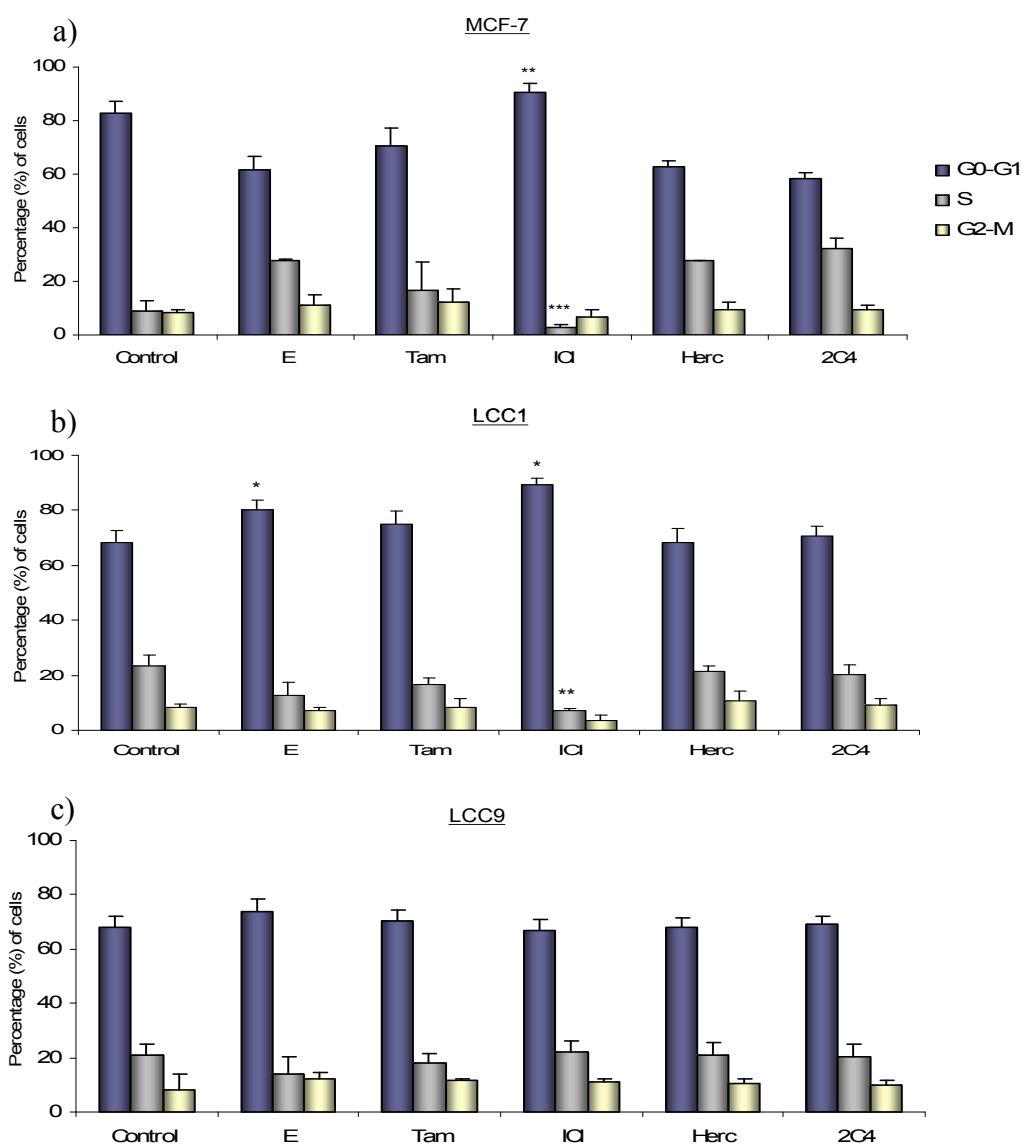 a)
MCF-7
Percentage (%) of cells
100
80
60
40
20
0
** ***
Control E Tam ICI Herc 2C4
G0-G1
S
G2-M
b)
LCC1
Percentage (%) of cells
100
80
60
40
20
0
* * **
Control E Tam ICI Herc 2C4
c)
LCC9
Percentage (%) of cells
100
80
60
40
20
0
Control E Tam ICI Herc 2C4